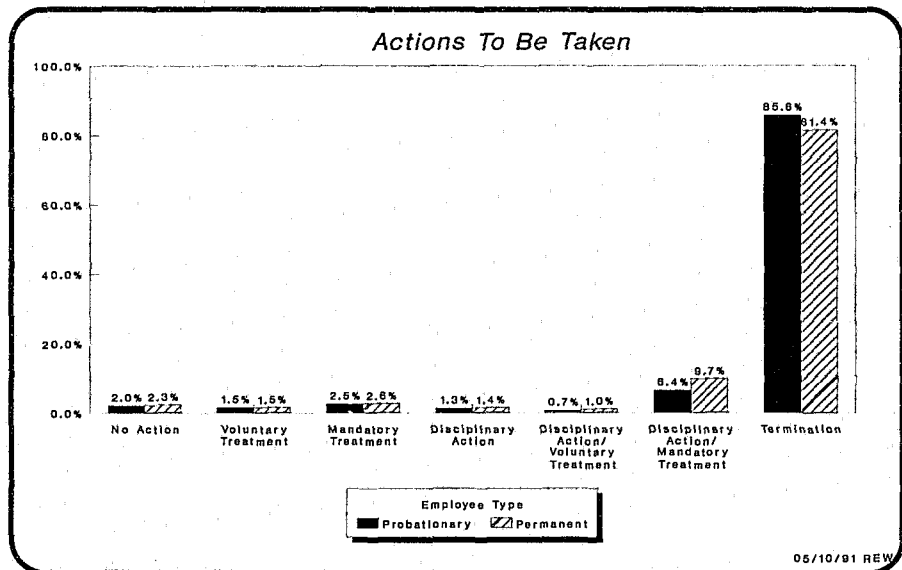 Actions To Be Taken
100.0%
80.0%
60.0%
40.0%
20.0%
0.0%
2.0% 2.3% 1.5% 1.5% 2.5% 2.6% 1.3% 1.4% 0.7% 1.0% 6.4% 9.7% 85.6% 81.4%
No Action
Voluntary
Treatment
Mandatory
Treatment
Disciplinary
Action
Disciplinary
Action/
Voluntary
Treatment
Disciplinary
Action/
Mandatory
Treatment
Termination
Employee Type
Probationary Permanent
05/10/91 REW